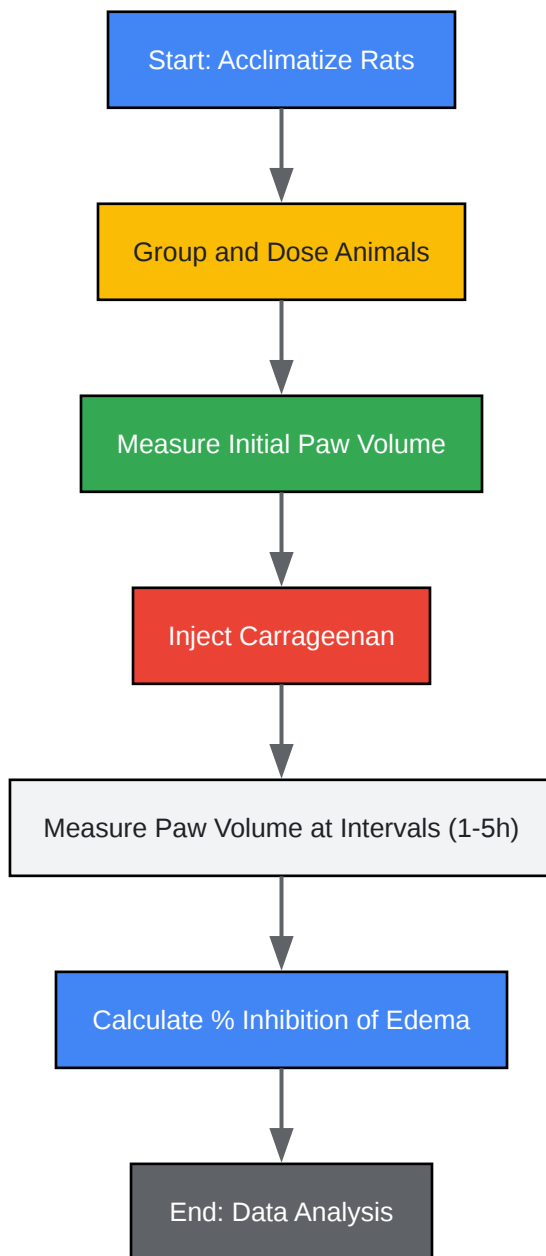 Start: Acclimatize Rats
Group and Dose Animals
Measure Initial Paw Volume
Inject Carrageenan
Measure Paw Volume at Intervals (1-5h)
Calculate % Inhibition of Edema
End: Data Analysis